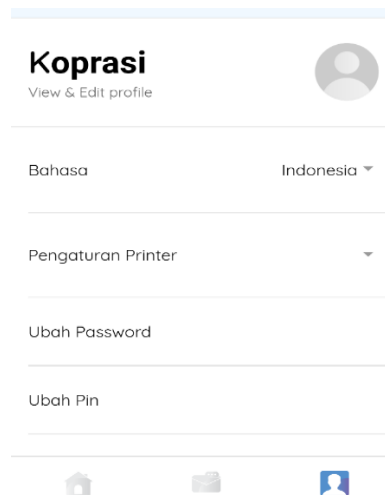 Koprasi
View & Edit profile
Bahasa Indonesia
Pengaturan Printer
Ubah Password
Ubah Pin